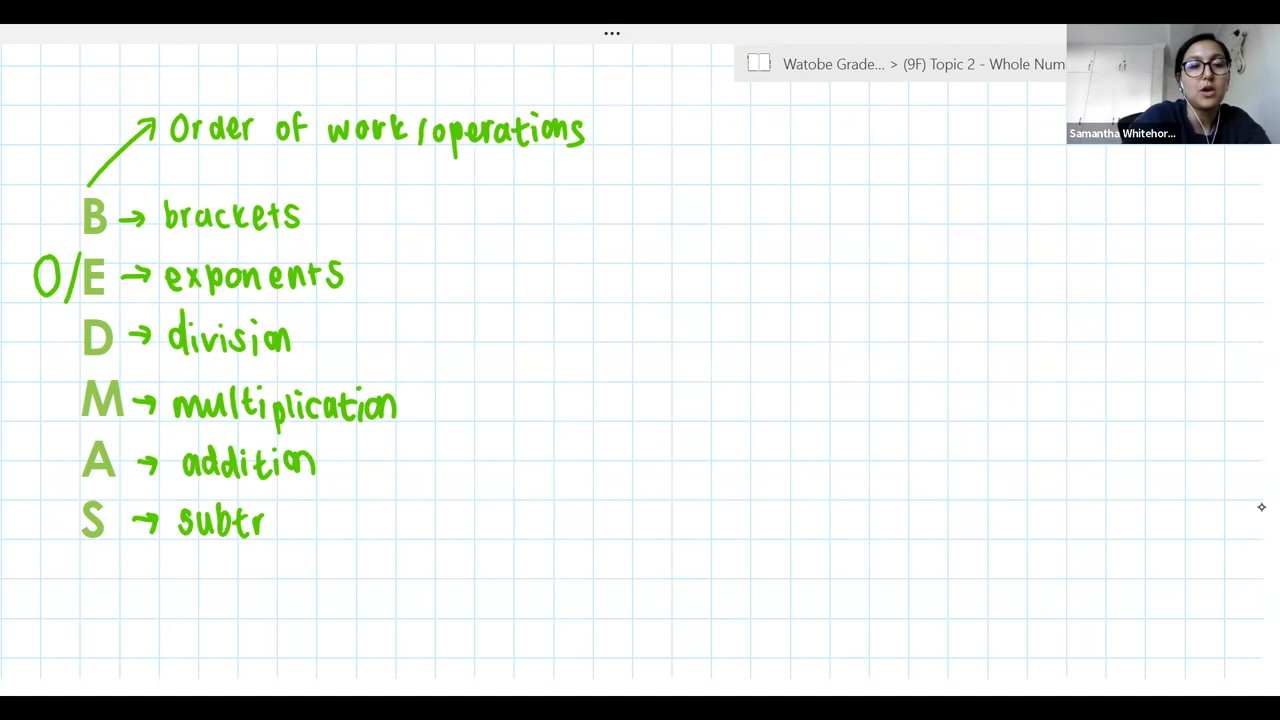 ...
Watobe Grade... > (9F) Topic 2 - Whole Num
Samantha Whitehor...
Order of work/operations
B → brackets
O/E → exponents
D → division
M → multiplication
A → addition
S → subtr